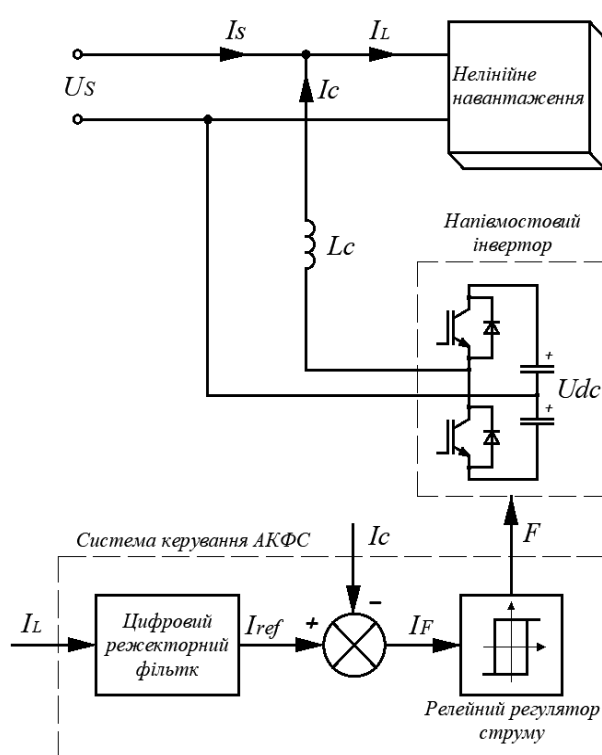 Is
IL
Us
Ic
Нелінійне
навантаження
Lc
Напівмостовий
інвертор
+
Udc
+
Система керування АКФС
Ic
F
IL
Цифровий
режекторний
фільтк
Iref
+
−
IF
Релейний регулятор
струму